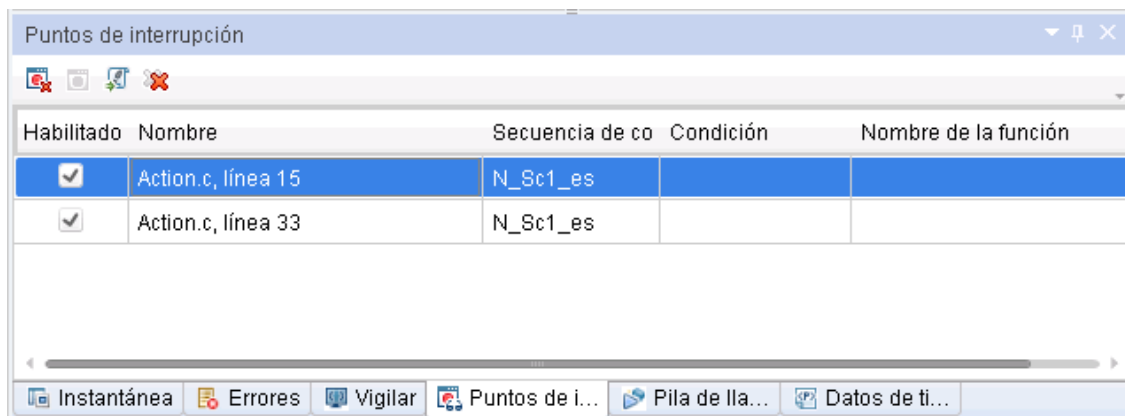 Puntos de interrupción
Habilitado Nombre Secuencia de co Condición Nombre de la función
Action.c, línea 15 N_Sc1_es
Action.c, línea 33 N_Sc1_es
Instantánea Errores Vigilar Puntos de i... Pila de lla... Datos de ti...